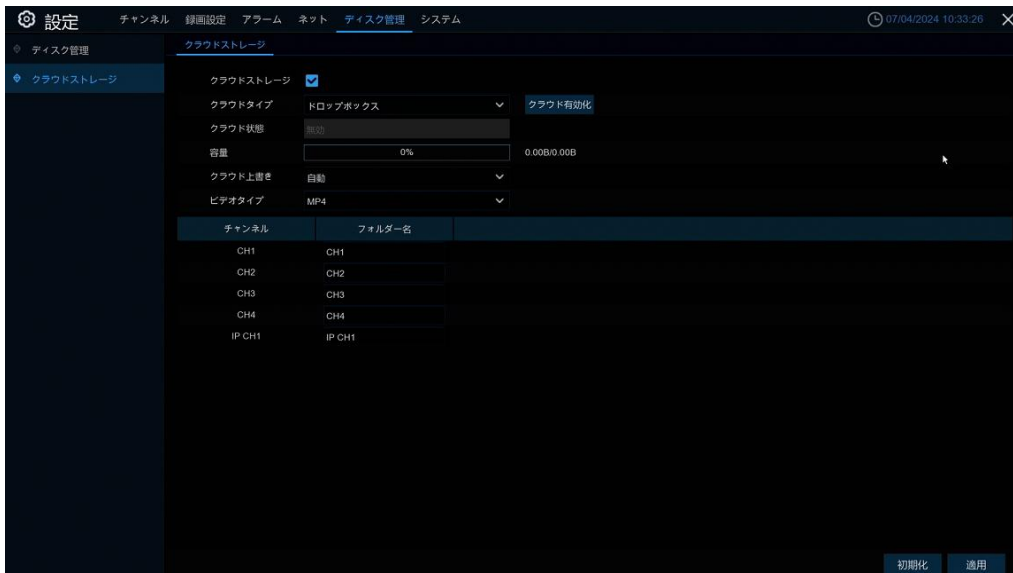 設定 チャンネル 録画設定 アラーム ネット ディスク管理 システム 07/04/2024 10:33:26
ディスク管理
クラウドストレージ
クラウドストレージ
クラウドストレージ
クラウドタイプ ドロップボックス クラウド有効化
クラウド状態 無効
容量 0% 0.00B/0.00B
クラウド上書き 自動
ビデオタイプ MP4
チャンネル フォルダー名
CH1 CH1
CH2 CH2
CH3 CH3
CH4 CH4
IP CH1 IP CH1
初期化 適用